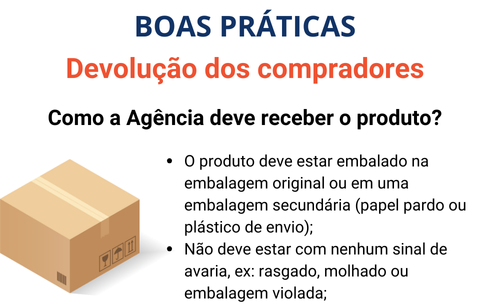 BOAS PRÁTICAS
Devolução dos compradores
Como a Agência deve receber o produto?
• O produto deve estar embalado na
embalagem original ou em uma
embalagem secundária (papel pardo ou
plástico de envio);
• Não deve estar com nenhum sinal de
avaria, ex: rasgado, molhado ou
embalagem violada;